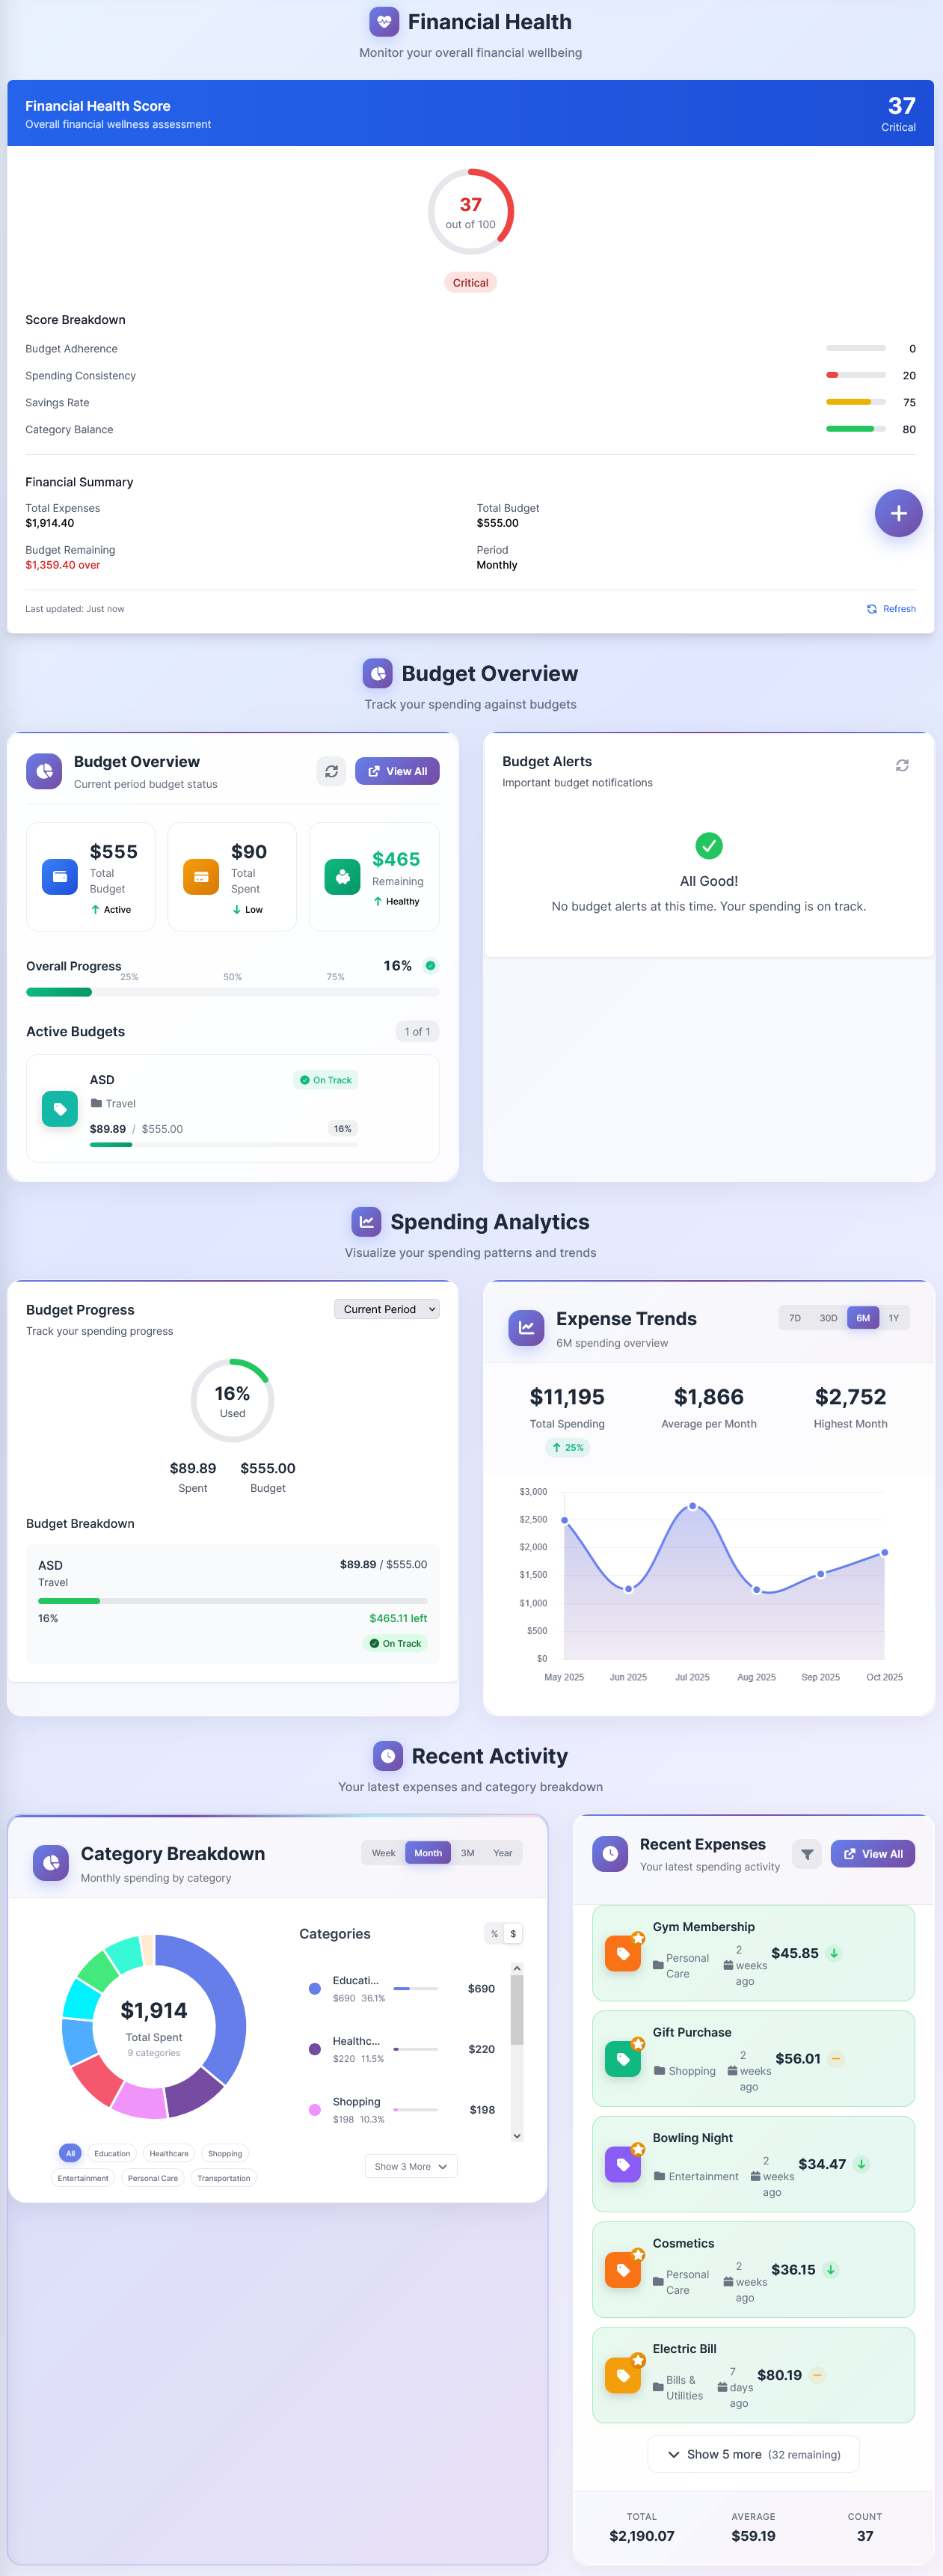 Financial Health
Monitor your overall financial wellbeing
Financial Health Score
Overall financial wellness assessment
37
Critical
37
out of 100
Critical
Score Breakdown
Budget Adherence 0
Spending Consistency 20
Savings Rate 75
Category Balance 80
Financial Summary
Total Expenses
$1,914.40
Total Budget
$555.00
Budget Remaining
$1,359.40 over
Period
Monthly
Last updated: Just now
Refresh
Budget Overview
Track your spending against budgets
Budget Overview
Current period budget status
View All
$555
Total
Budget
Active
$90
Total
Spent
Low
$465
Remaining
Healthy
Overall Progress
16%
25% 50% 75%
Active Budgets
1 of 1
ASD
On Track
Travel
$89.89 / $555.00
16%
Budget Alerts
Important budget notifications
All Good!
No budget alerts at this time. Your spending is on track.
Spending Analytics
Visualize your spending patterns and trends
Budget Progress
Track your spending progress
Current Period
16%
Used
$89.89
Spent
$555.00
Budget
Budget Breakdown
ASD
Travel
$89.89 / $555.00
16%
$465.11 left
On Track
Expense Trends
6M spending overview
7D 30D 6M 1Y
$11,195
Total Spending
25%
$1,866
Average per Month
$2,752
Highest Month
$3,000
$2,500
$2,000
$1,500
$1,000
$500
$0
May 2025 Jun 2025 Jul 2025 Aug 2025 Sep 2025 Oct 2025
Recent Activity
Your latest expenses and category breakdown
Category Breakdown
Monthly spending by category
Week Month 3M Year
$1,914
Total Spent
9 categories
All Education Healthcare Shopping
Entertainment Personal Care Transportation
Categories
% $
Educati...
$690 36.1%
$690
Healthc...
$220 11.5%
$220
Shopping
$198 10.3%
$198
Show 3 More
Recent Expenses
Your latest spending activity
View All
Gym Membership
Personal
Care
2
weeks
ago
$45.85
Gift Purchase
Shopping
2
weeks
ago
$56.01
Bowling Night
Entertainment
2
weeks
ago
$34.47
Cosmetics
Personal
Care
2
weeks
ago
$36.15
Electric Bill
Bills &
Utilities
7
days
ago
$80.19
Show 5 more (32 remaining)
TOTAL
$2,190.07
AVERAGE
$59.19
COUNT
37